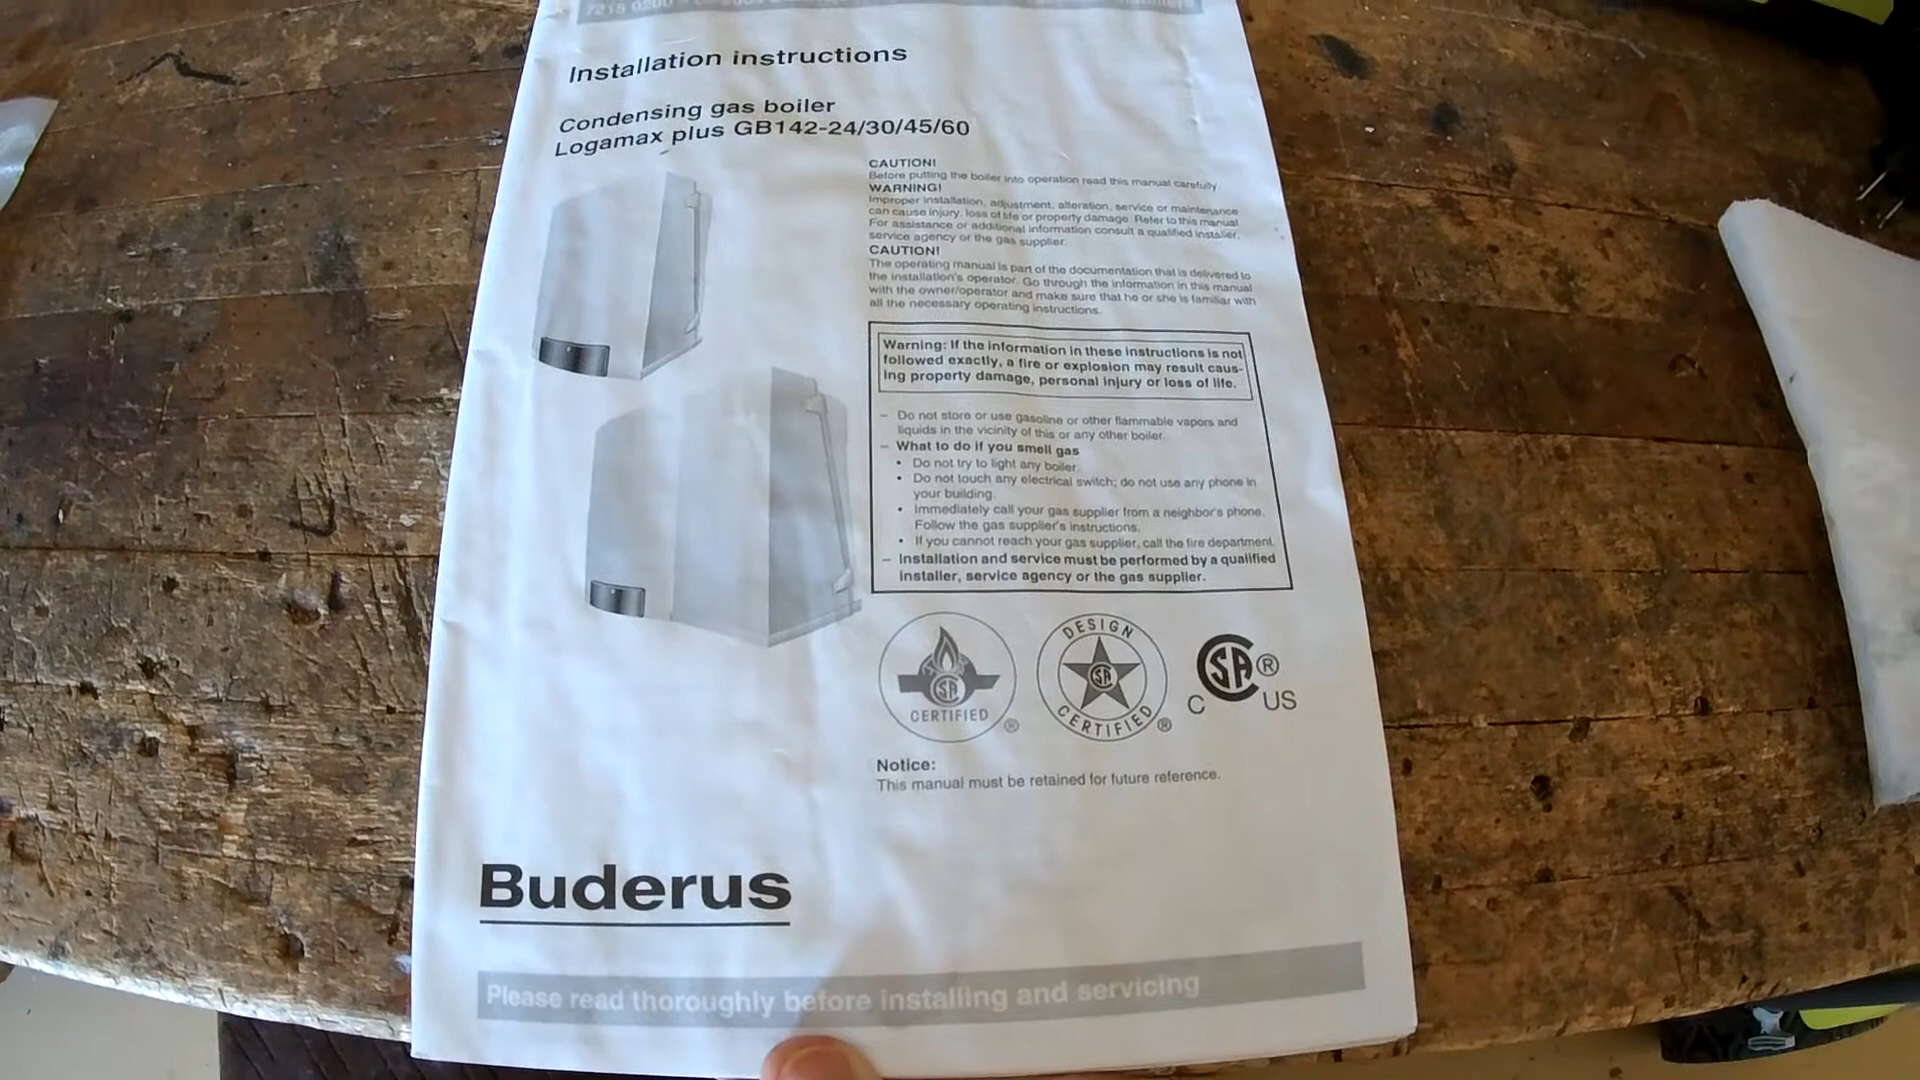 7215 0200
Installation instructions
Condensing gas boiler
Logamax plus GB142-24/30/45/60
CAUTION!
Before putting the boiler into operation read this manual carefully
WARNING!
Improper installation, adjustment, alteration, service or maintenance
can cause injury, loss of life or property damage. Refer to this manual.
For assistance or additional information consult a qualified installer,
service agency or the gas supplier.
CAUTION!
The operating manual is part of the documentation that is delivered to
the installation's operator. Go through the information in this manual
with the owner/operator and make sure that he or she is familiar with
all the necessary operating instructions.
Warning: If the information in these instructions is not
followed exactly, a fire or explosion may result caus-
ing property damage, personal injury or loss of life.
– Do not store or use gasoline or other flammable vapors and
liquids in the vicinity of this or any other boiler.
– What to do if you smell gas
• Do not try to light any boiler.
• Do not touch any electrical switch; do not use any phone in
your building.
• Immediately call your gas supplier from a neighbor's phone.
Follow the gas supplier's instructions.
• If you cannot reach your gas supplier, call the fire department.
– Installation and service must be performed by a qualified
installer, service agency or the gas supplier.
SA
CERTIFIED ®
DESIGN
SA
CERTIFIED ®
C SA ® US
Notice:
This manual must be retained for future reference.
Buderus
Please read thoroughly before installing and servicing